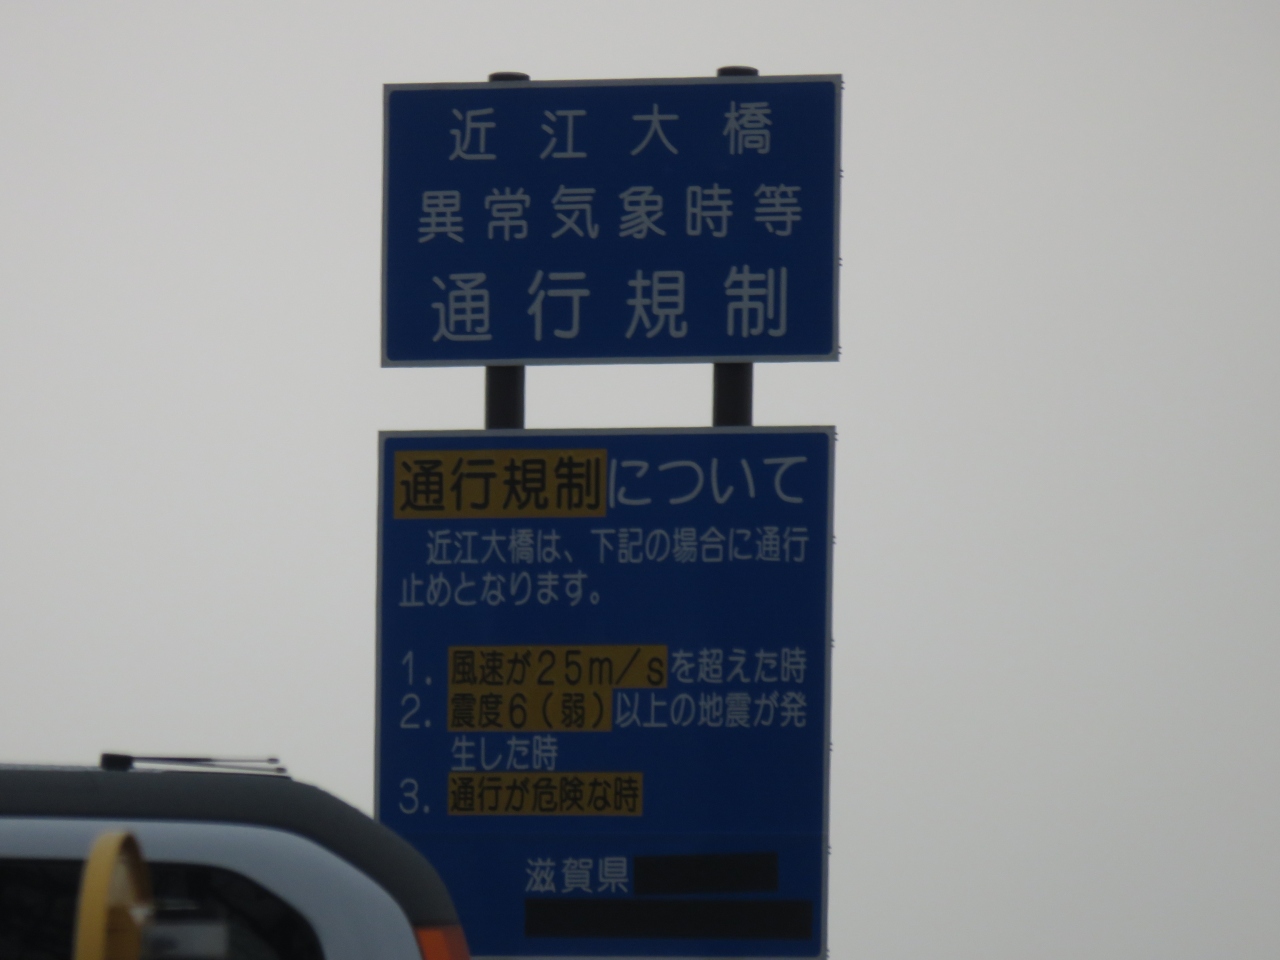 近江大橋
異常気象時等
通行規制
通行規制について
近江大橋は、下記の場合に通行
止めとなります。
1. 風速が25m/sを超えた時
2. 震度6(弱)以上の地震が発
生した時
3. 通行が危険な時
滋賀県